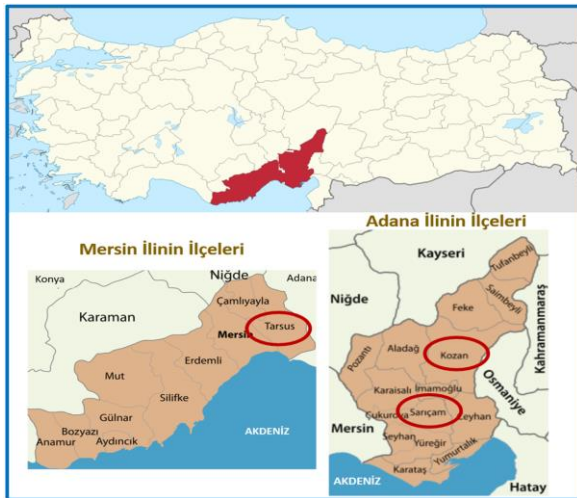 Adana İlinin İlçeleri
Mersin İlinin İlçeleri
Konya
Niğde
Adana
Karaman
Çamlıyayla
Mersin
Tarsus
Erdemli
Mut
Silifke
Gülnar
Bozyazı
Anamur
Aydıncık
AKDENİZ
Kayseri
Tufanbeyli
Niğde
Saimbeyli
Feke
Kahramanmaraş
Pozantı
Aladağ
Kozan
Karaisalı
İmamoğlu
Osmaniye
Çukurova
Sarıçam
Ceyhan
Mersin
Seyhan
Yüreğir
Yumurtalık
Karataş
AKDENİZ
Hatay